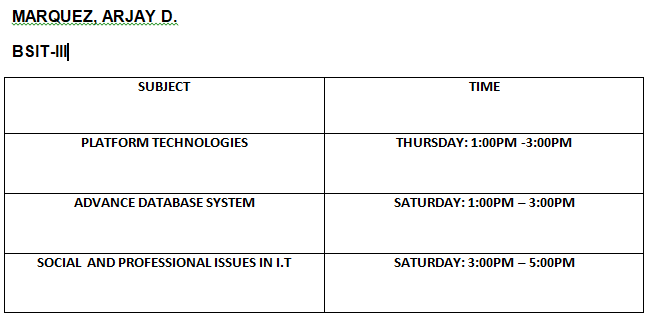 MARQUEZ, ARJAY D.
BSIT-III
SUBJECT TIME
PLATFORM TECHNOLOGIES THURSDAY: 1:00PM -3:00PM
ADVANCE DATABASE SYSTEM SATURDAY: 1:00PM – 3:00PM
SOCIAL AND PROFESSIONAL ISSUES IN I.T SATURDAY: 3:00PM – 5:00PM